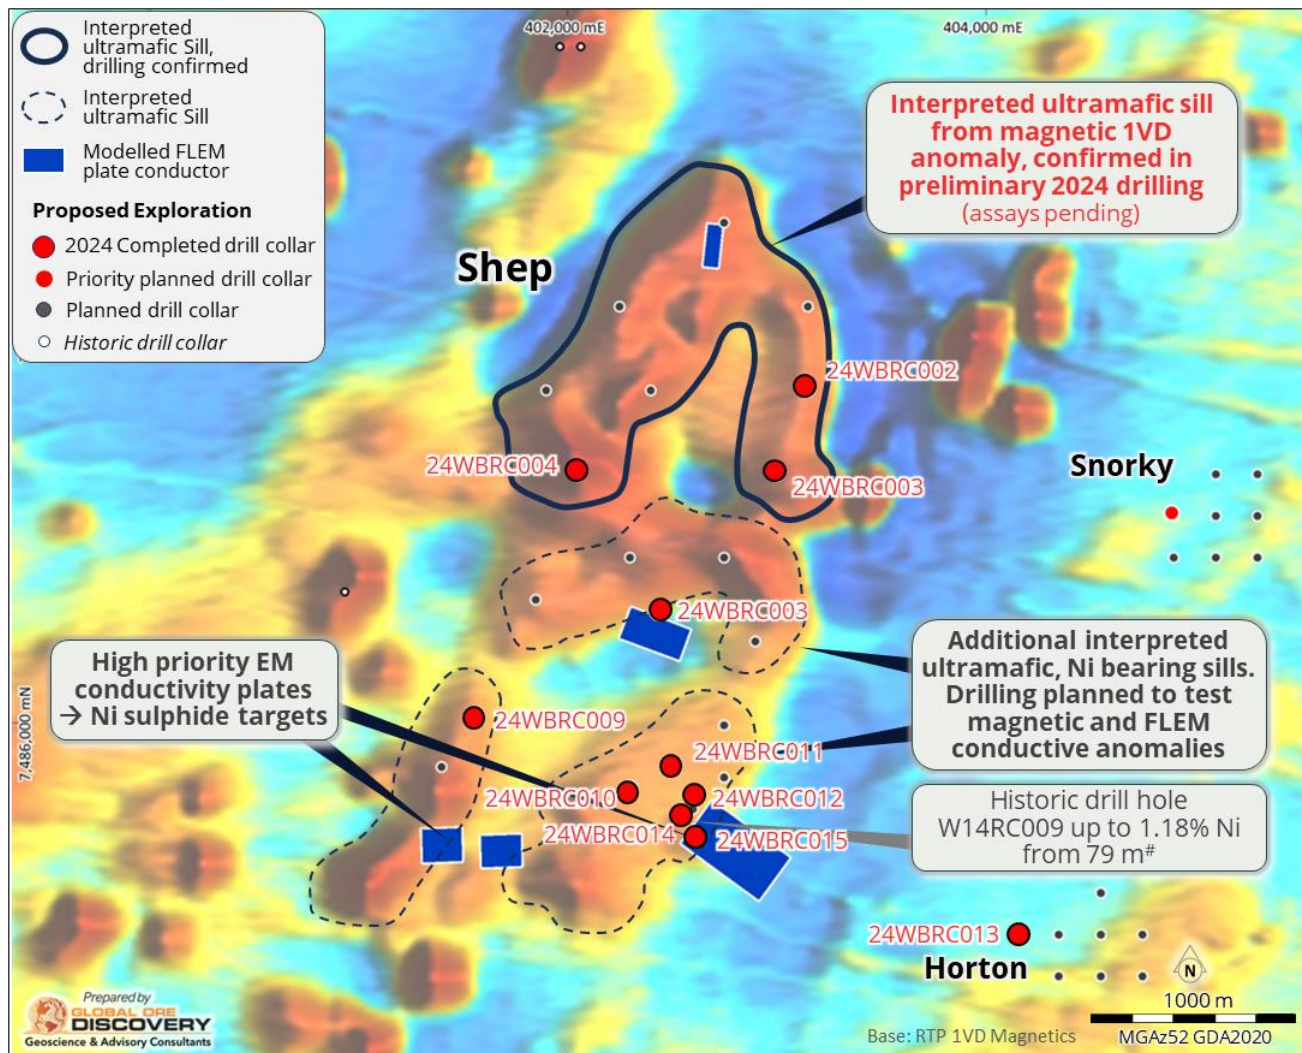 Interpreted
ultramafic Sill,
drilling confirmed
Interpreted
ultramafic Sill
Modelled FLEM
plate conductor
Proposed Exploration
2024 Completed drill collar
Priority planned drill collar
Planned drill collar
Historic drill collar
402,000 mE
404,000 mE
Interpreted ultramafic sill
from magnetic 1VD
anomaly, confirmed in
preliminary 2024 drilling
(assays pending)
Shep
24WBRC002
24WBRC004
24WBRC003
Snorky
24WBRC003
High priority EM
conductivity plates
→ Ni sulphide targets
Additional interpreted
ultramafic, Ni bearing sills.
Drilling planned to test
magnetic and FLEM
conductive anomalies
7,486,000 mN
24WBRC009
24WBRC011
24WBRC010
24WBRC012
24WBRC014
24WBRC015
Historic drill hole
W14RC009 up to 1.18% Ni
from 79 m#
24WBRC013
Horton
N
1000 m
MGAz52 GDA2020
Base: RTP 1VD Magnetics
Prepared by
GLOBAL ORE
DISCOVERY
Geoscience & Advisory Consultants